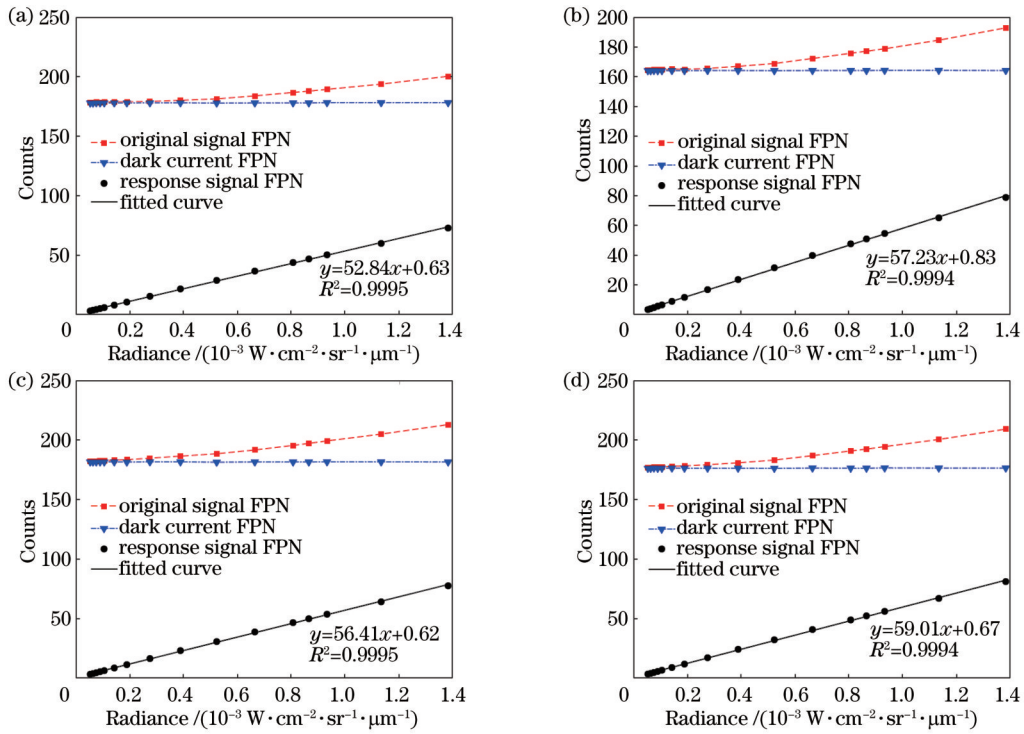 (a)
250
200
150
100
50
0
Counts
original signal FPN
dark current FPN
response signal FPN
fitted curve
y=52.84x+0.63
R²=0.9995
0.2 0.4 0.6 0.8 1.0 1.2 1.4
Radiance /(10⁻³ W·cm⁻²·sr⁻¹·μm⁻¹)
(b)
200
180
160
140
120
100
80
60
40
20
0
Counts
original signal FPN
dark current FPN
response signal FPN
fitted curve
y=57.23x+0.83
R²=0.9994
0.2 0.4 0.6 0.8 1.0 1.2 1.4
Radiance /(10⁻³ W·cm⁻²·sr⁻¹·μm⁻¹)
(c)
250
200
150
100
50
0
Counts
original signal FPN
dark current FPN
response signal FPN
fitted curve
y=56.41x+0.62
R²=0.9995
0.2 0.4 0.6 0.8 1.0 1.2 1.4
Radiance /(10⁻³ W·cm⁻²·sr⁻¹·μm⁻¹)
(d)
250
200
150
100
50
0
Counts
original signal FPN
dark current FPN
response signal FPN
fitted curve
y=59.01x+0.67
R²=0.9994
0.2 0.4 0.6 0.8 1.0 1.2 1.4
Radiance /(10⁻³ W·cm⁻²·sr⁻¹·μm⁻¹)